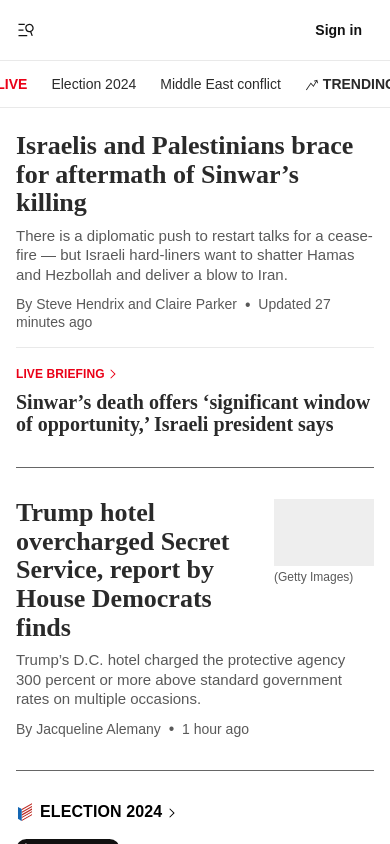 Sign in
LIVE Election 2024 Middle East conflict TRENDING
Israelis and Palestinians brace
for aftermath of Sinwar’s
killing
There is a diplomatic push to restart talks for a cease-
fire — but Israeli hard-liners want to shatter Hamas
and Hezbollah and deliver a blow to Iran.
By Steve Hendrix and Claire Parker • Updated 27
minutes ago
LIVE BRIEFING
Sinwar’s death offers ‘significant window
of opportunity,’ Israeli president says
Trump hotel
overcharged Secret
Service, report by
House Democrats
finds
(Getty Images)
Trump’s D.C. hotel charged the protective agency
300 percent or more above standard government
rates on multiple occasions.
By Jacqueline Alemany • 1 hour ago
ELECTION 2024